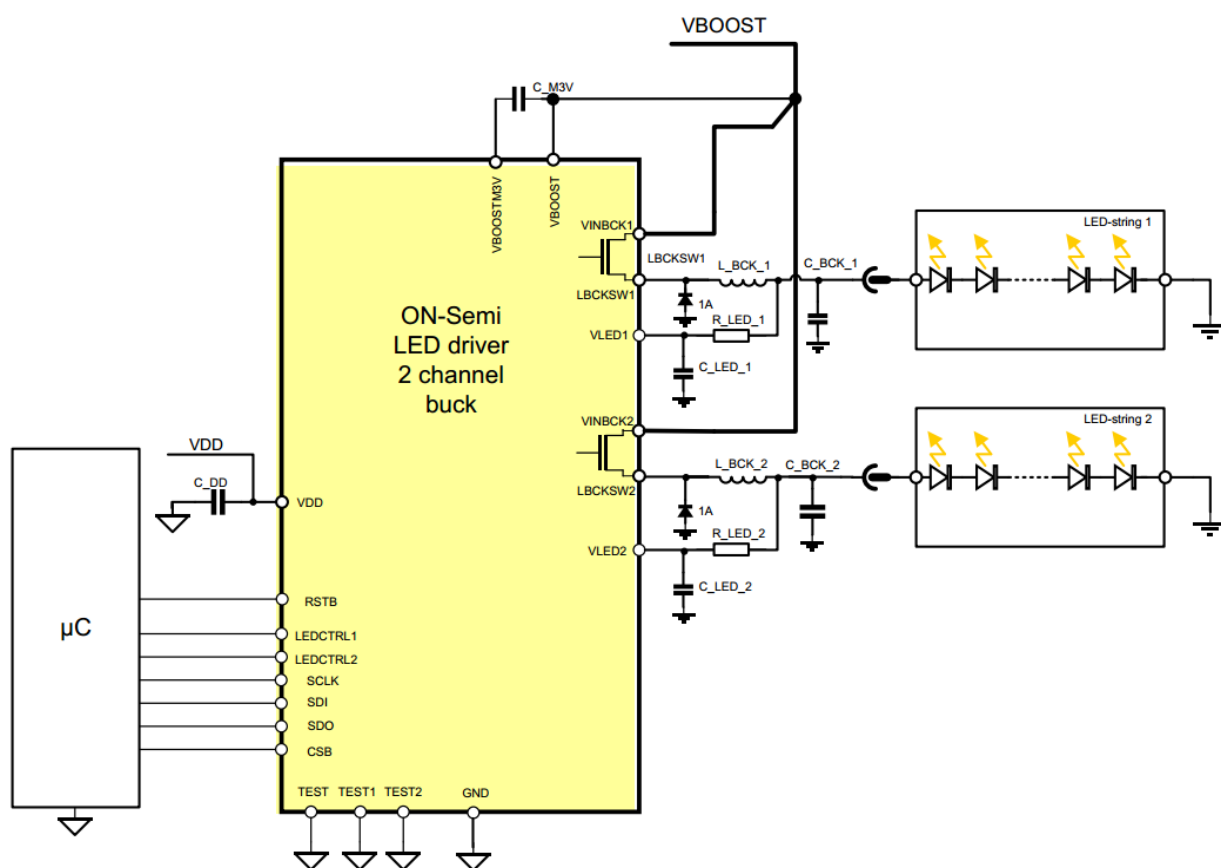 VBOOST
C_M3V
VBOOSTM3V
VBOOST
VINBCK1
LBCKSW1
LBCKSW1
L_BCK_1
C_BCK_1
LED-string 1
1A
R_LED_1
VLED1
C_LED_1
ON-Semi
LED driver
2 channel
buck
VINBCK2
LBCKSW2
L_BCK_2
C_BCK_2
LED-string 2
1A
R_LED_2
VLED2
C_LED_2
VDD
C_DD
VDD
µC
RSTB
LEDCTRL1
LEDCTRL2
SCLK
SDI
SDO
CSB
TEST
TEST1
TEST2
GND